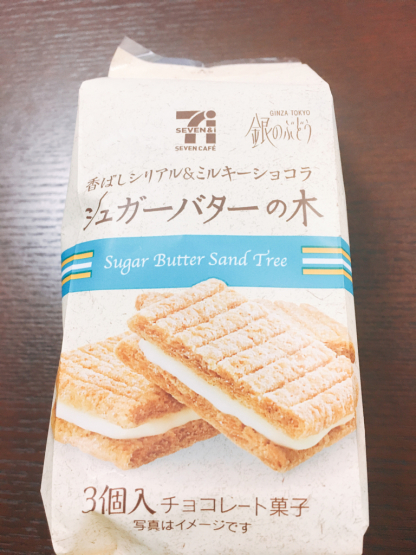 SEVEN&i
SEVEN CAFÉ
GINZA TOKYO
銀のぶどう
香ばしシリアル&ミルキーショコラ
シュガーバターの木
Sugar Butter Sand Tree
3個入 チョコレート菓子
写真はイメージです